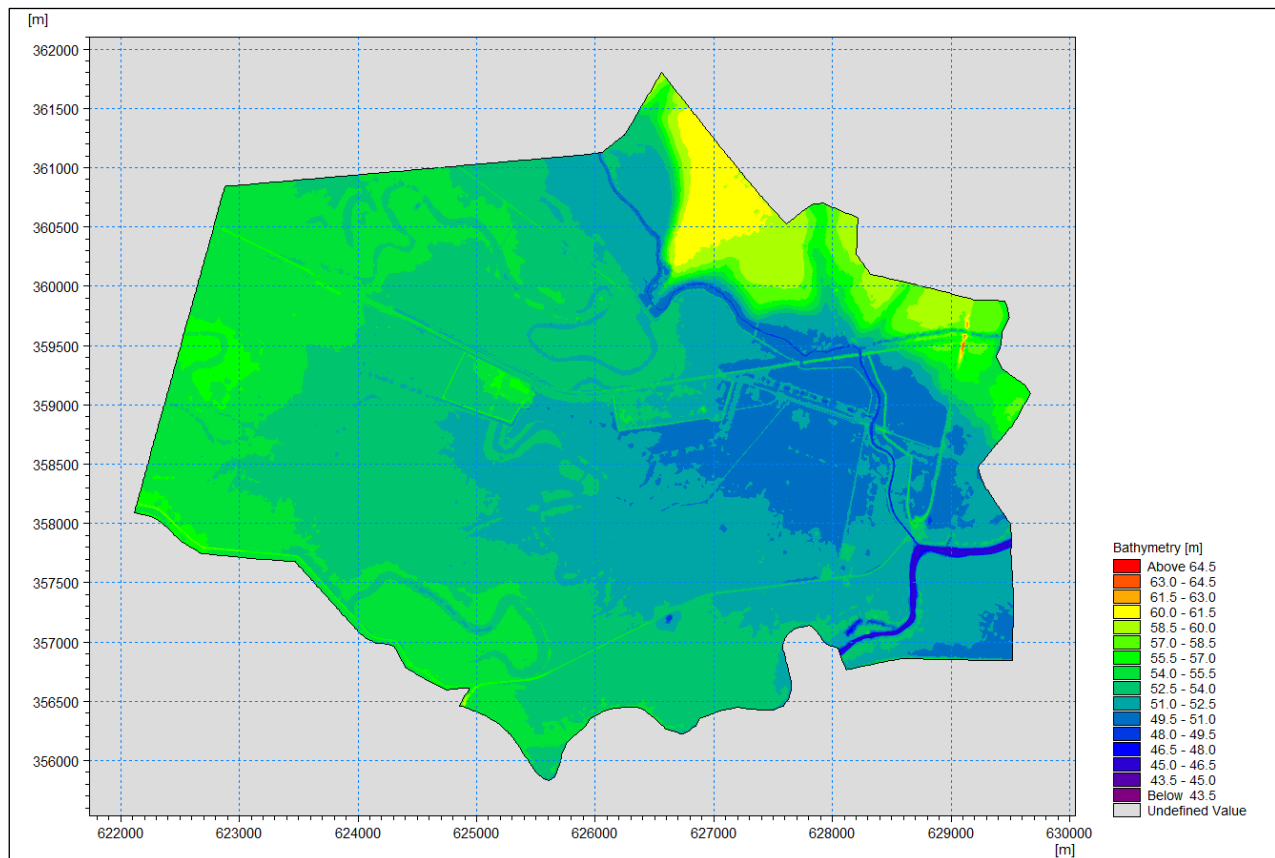 [m]
362000
361500
361000
360500
360000
359500
359000
358500
358000
357500
357000
356500
356000
622000 623000 624000 625000 626000 627000 628000 629000 630000
[m]
Bathymetry [m]
Above 64.5
63.0 - 64.5
61.5 - 63.0
60.0 - 61.5
58.5 - 60.0
57.0 - 58.5
55.5 - 57.0
54.0 - 55.5
52.5 - 54.0
51.0 - 52.5
49.5 - 51.0
48.0 - 49.5
46.5 - 48.0
45.0 - 46.5
43.5 - 45.0
Below 43.5
Undefined Value